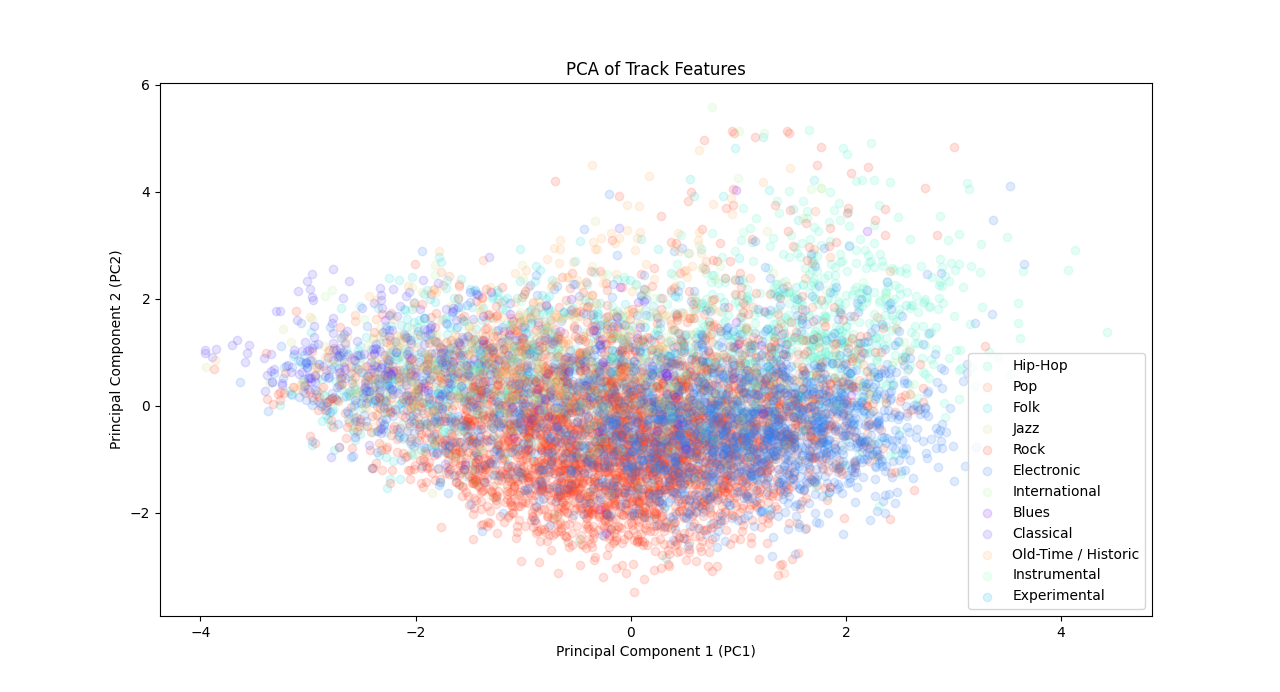 PCA of Track Features
Principal Component 2 (PC2)
6
4
2
0
−2
−4
−2
0
2
4
Principal Component 1 (PC1)
Hip-Hop
Pop
Folk
Jazz
Rock
Electronic
International
Blues
Classical
Old-Time / Historic
Instrumental
Experimental